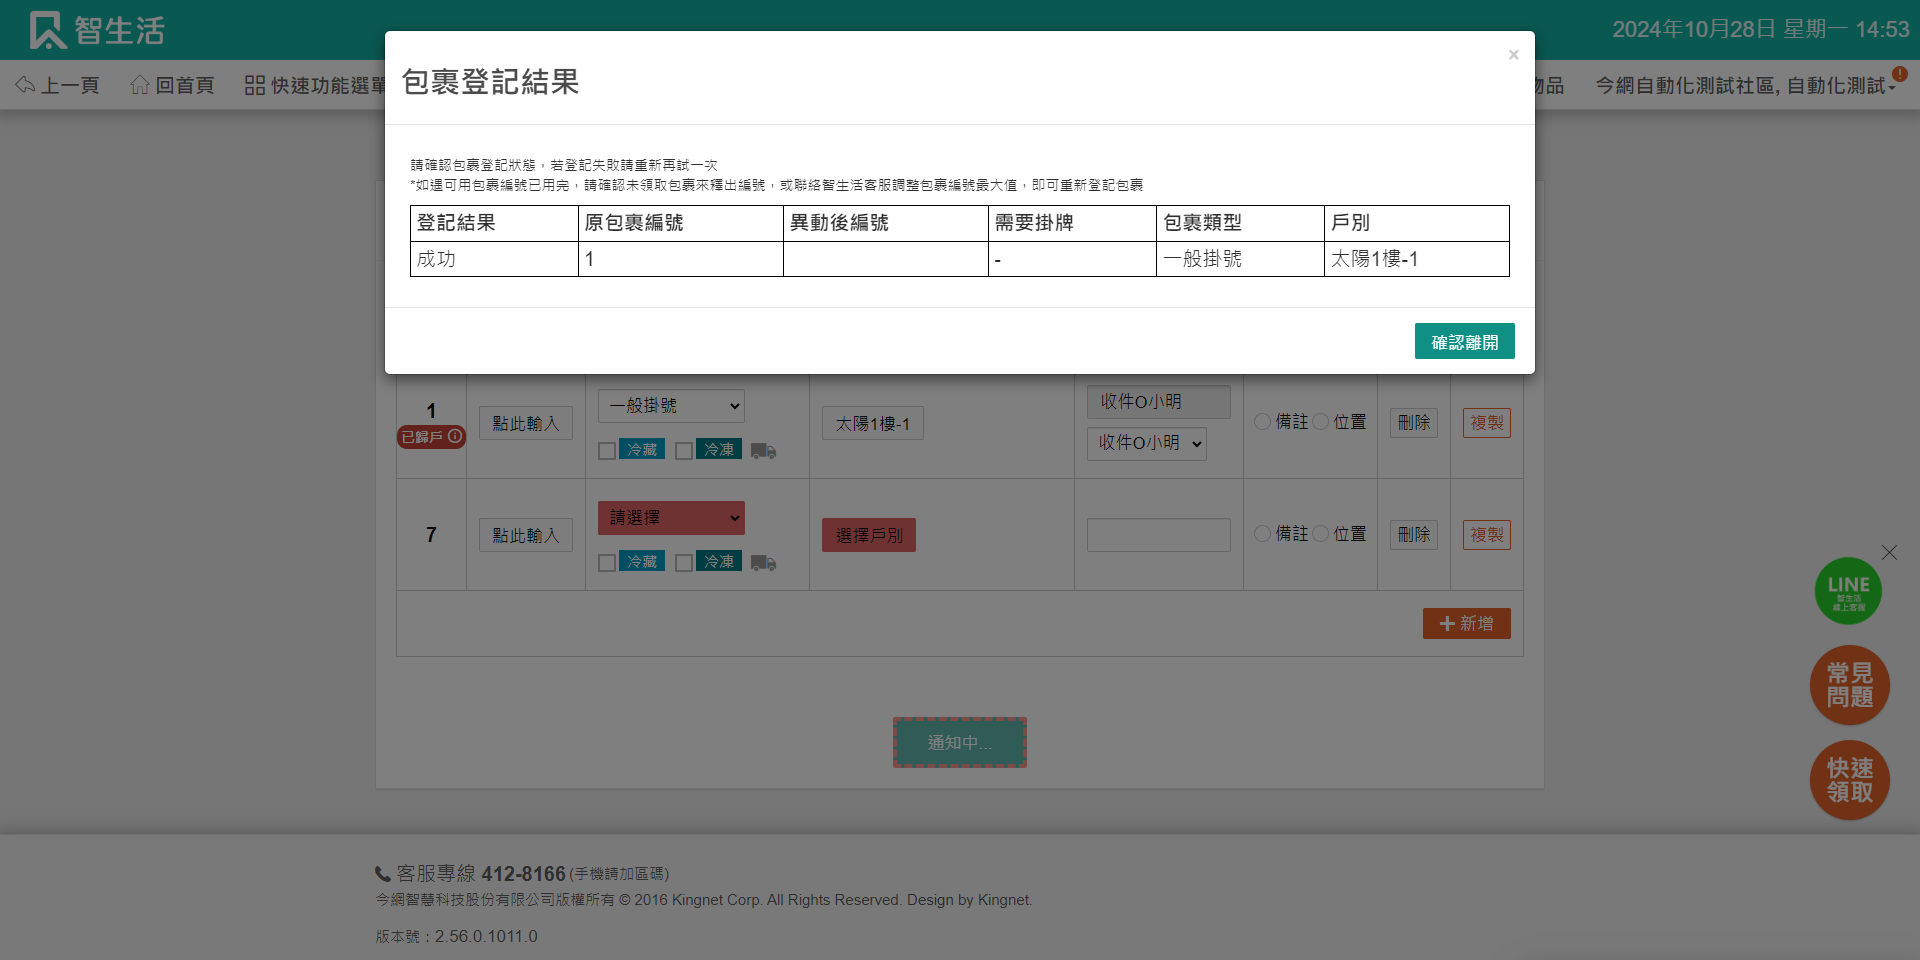 智生活
2024年10月28日 星期一 14:53
上一頁
回首頁
快速功能選單
物品
今網自動化測試社區, 自動化測試
包裹登記結果
×
請確認包裹登記狀態，若登記失敗請重新再試一次
*如遇可用包裹編號已用完，請確認未領取包裹來釋出編號，或聯絡智生活客服調整包裹編號最大值，即可重新登記包裹
登記結果 原包裹編號 異動後編號 需要掛牌 包裹類型 戶別
成功 1 - 一般掛號 太陽1樓-1
確認離開
1
已歸戶
點此輸入
一般掛號
冷藏 冷凍
太陽1樓-1
收件O小明
收件O小明
備註 位置
刪除
複製
7
點此輸入
請選擇
冷藏 冷凍
選擇戶別
備註 位置
刪除
複製
新增
通知中...
LINE
智生活
線上客服
常見
問題
快速
領取
客服專線 412-8166 (手機請加區碼)
今網智慧科技股份有限公司版權所有 © 2016 Kingnet Corp. All Rights Reserved. Design by Kingnet.
版本號：2.56.0.1011.0